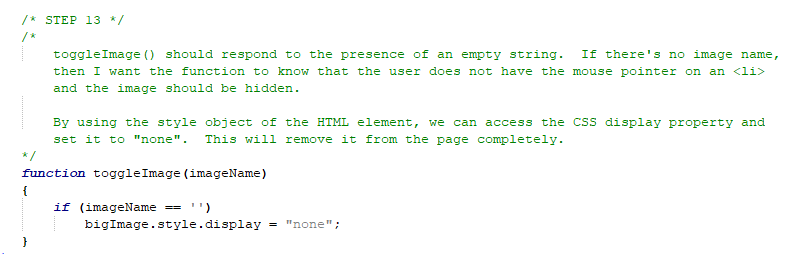 /* STEP 13 */
/*
toggleImage() should respond to the presence of an empty string.  If there's no image name,
then I want the function to know that the user does not have the mouse pointer on an <li>
and the image should be hidden.
By using the style object of the HTML element, we can access the CSS display property and
set it to "none".  This will remove it from the page completely.
*/
function toggleImage(imageName)
{
if (imageName == '')
bigImage.style.display = "none";
}